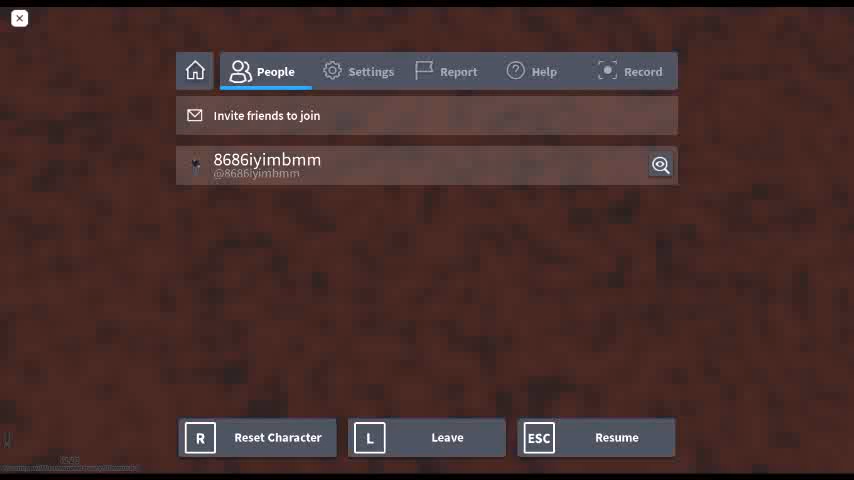 People
Settings
Report
Help
Record
Invite friends to join
8686iyimbmm
@8686iyimbmm
R Reset Character
L Leave
ESC Resume